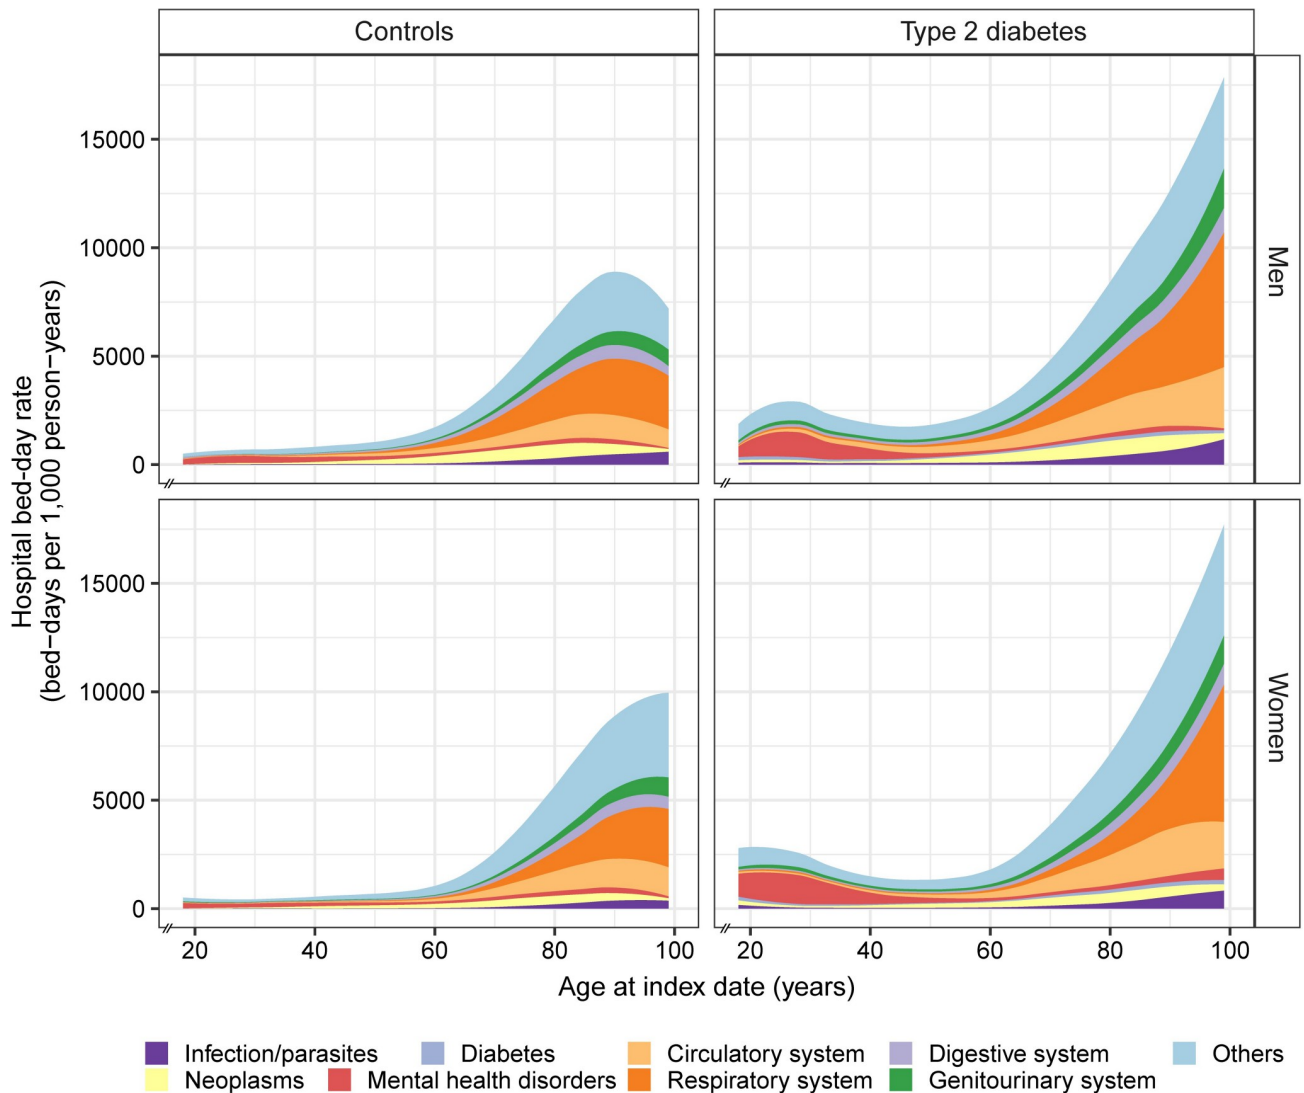 Controls
Type 2 diabetes
15000
10000
5000
0
Men
15000
10000
5000
0
Women
Hospital bed-day rate
(bed−days per 1,000 person−years)
20 40 60 80 100
20 40 60 80 100
Age at index date (years)
Infection/parasites Diabetes Circulatory system Digestive system Others
Neoplasms Mental health disorders Respiratory system Genitourinary system